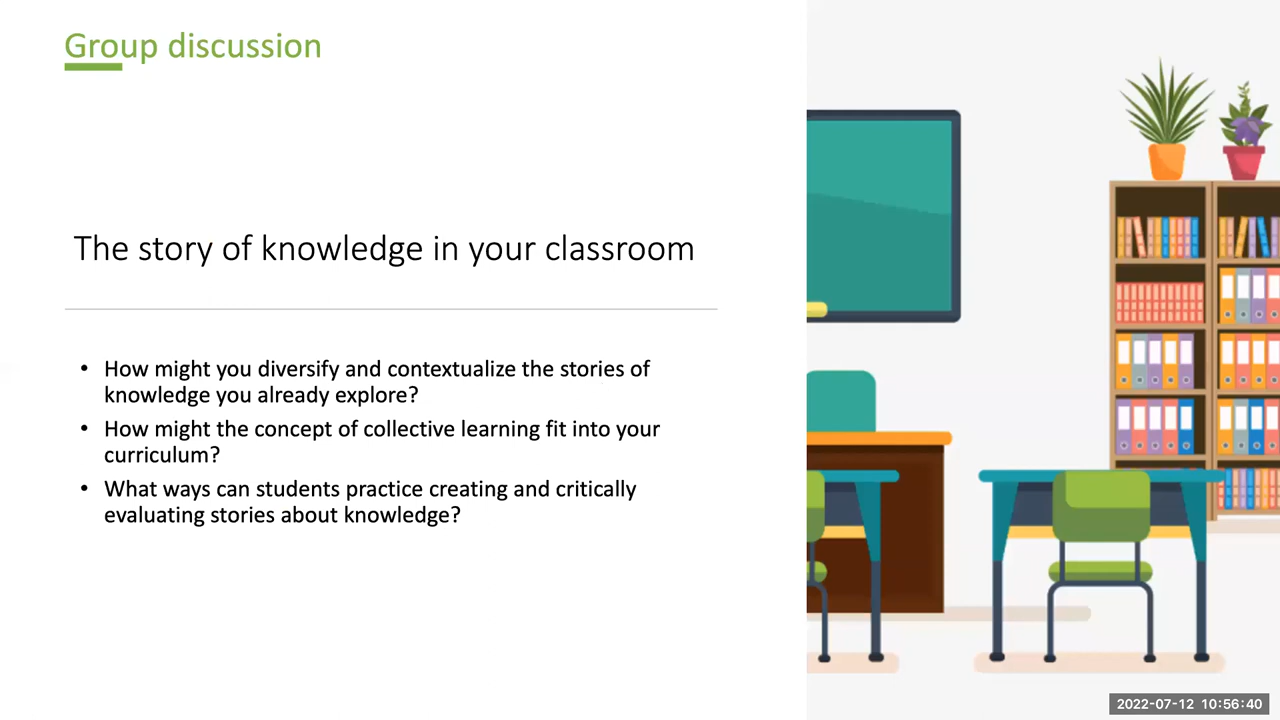 Group discussion
The story of knowledge in your classroom
• How might you diversify and contextualize the stories of
knowledge you already explore?
• How might the concept of collective learning fit into your
curriculum?
• What ways can students practice creating and critically
evaluating stories about knowledge?
2022-07-12 10:56:40